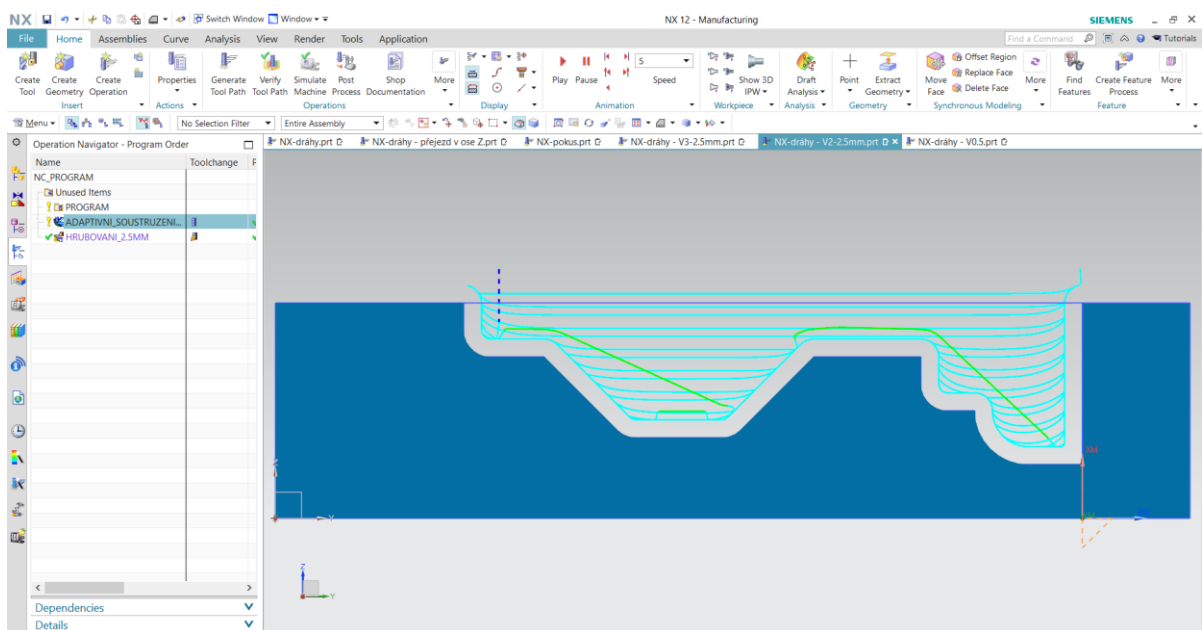 NX Switch Window Window NX 12 - Manufacturing SIEMENS
File Home Assemblies Curve Analysis View Render Tools Application Find a Command Tutorials
Create Tool Create Geometry Create Operation Properties Generate Tool Path Verify Tool Path Simulate Machine Post Process Shop Documentation More Play Pause 5 Speed Show 3D IPW Draft Analysis Point Extract Geometry Move Face Offset Region Replace Face Delete Face More Find Features Create Feature Process More
Insert Actions Operations Display Animation Workpiece Analysis Geometry Synchronous Modeling Feature
Menu No Selection Filter Entire Assembly
Operation Navigator - Program Order NX-dráhy.prt NX-dráhy - přejezd v ose Z.prt NX-pokus.prt NX-dráhy - V3-2.5mm.prt NX-dráhy - V2-2.5mm.prt NX-dráhy - V0.5.prt
Name Toolchange P
NC_PROGRAM
Unused Items
PROGRAM
ADAPTIVNI_SOUSTRUZENI...
HRUBOVANI_2.5MM
XM
Y
Z
Y
Dependencies
Details